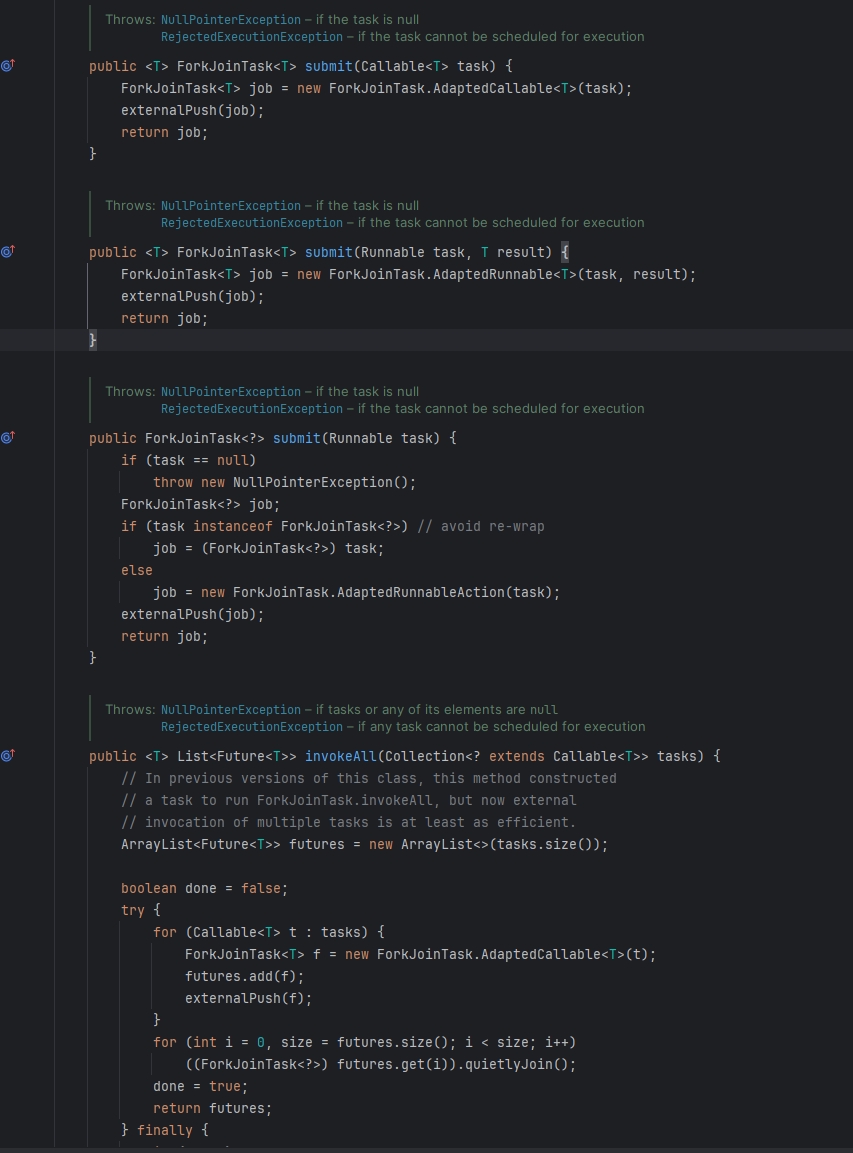 Throws: NullPointerException – if the task is null
RejectedExecutionException – if the task cannot be scheduled for execution
public <T> ForkJoinTask<T> submit(Callable<T> task) {
ForkJoinTask<T> job = new ForkJoinTask.AdaptedCallable<T>(task);
externalPush(job);
return job;
}
Throws: NullPointerException – if the task is null
RejectedExecutionException – if the task cannot be scheduled for execution
public <T> ForkJoinTask<T> submit(Runnable task, T result) {
ForkJoinTask<T> job = new ForkJoinTask.AdaptedRunnable<T>(task, result);
externalPush(job);
return job;
}
Throws: NullPointerException – if the task is null
RejectedExecutionException – if the task cannot be scheduled for execution
public ForkJoinTask<?> submit(Runnable task) {
if (task == null)
throw new NullPointerException();
ForkJoinTask<?> job;
if (task instanceof ForkJoinTask<?>) // avoid re-wrap
job = (ForkJoinTask<?>) task;
else
job = new ForkJoinTask.AdaptedRunnableAction(task);
externalPush(job);
return job;
}
Throws: NullPointerException – if tasks or any of its elements are null
RejectedExecutionException – if any task cannot be scheduled for execution
public <T> List<Future<T>> invokeAll(Collection<? extends Callable<T>> tasks) {
// In previous versions of this class, this method constructed
// a task to run ForkJoinTask.invokeAll, but now external
// invocation of multiple tasks is at least as efficient.
ArrayList<Future<T>> futures = new ArrayList<>(tasks.size());
boolean done = false;
try {
for (Callable<T> t : tasks) {
ForkJoinTask<T> f = new ForkJoinTask.AdaptedCallable<T>(t);
futures.add(f);
externalPush(f);
}
for (int i = 0, size = futures.size(); i < size; i++)
((ForkJoinTask<?>) futures.get(i)).quietlyJoin();
done = true;
return futures;
} finally {